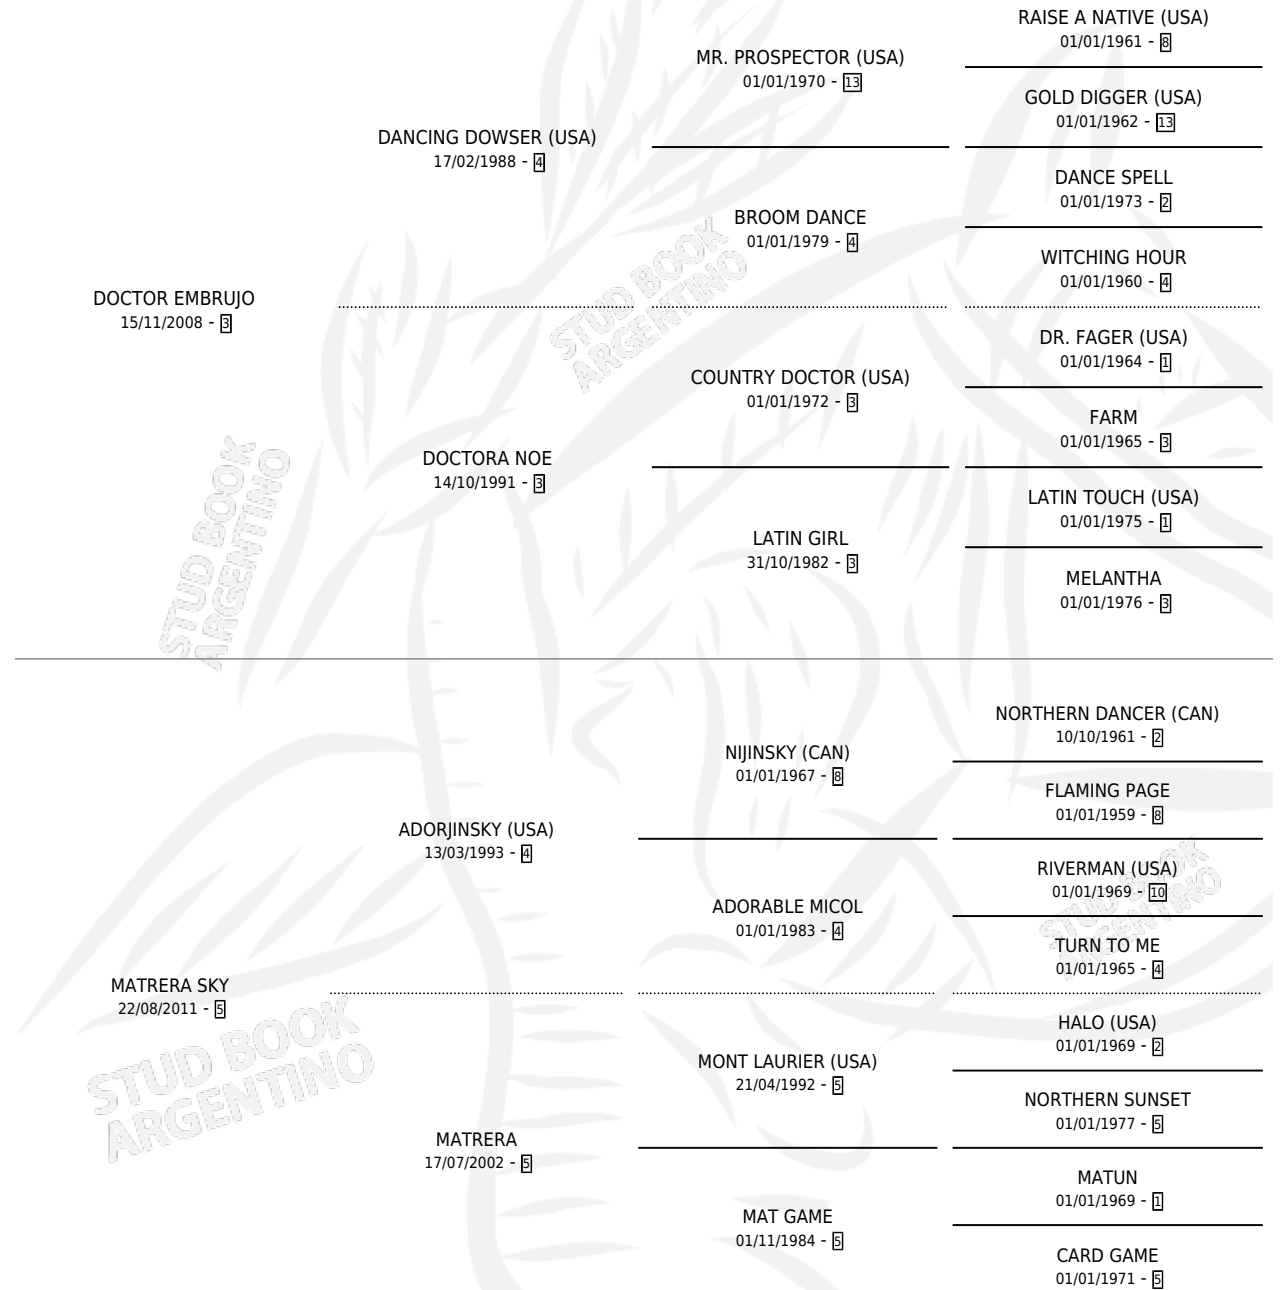 RAISE A NATIVE (USA)
01/01/1961 - 8
MR. PROSPECTOR (USA)
01/01/1970 - 13
GOLD DIGGER (USA)
01/01/1962 - 13
DANCING DOWSER (USA)
17/02/1988 - 4
DANCE SPELL
01/01/1973 - 2
BROOM DANCE
01/01/1979 - 4
WITCHING HOUR
01/01/1960 - 4
DOCTOR EMBRUJO
15/11/2008 - 3
DR. FAGER (USA)
01/01/1964 - 1
COUNTRY DOCTOR (USA)
01/01/1972 - 3
FARM
01/01/1965 - 3
DOCTORA NOE
14/10/1991 - 3
LATIN TOUCH (USA)
01/01/1975 - 1
LATIN GIRL
31/10/1982 - 3
MELANTHA
01/01/1976 - 3
STUD BOOK
ARGENTINO
STUD BOOK
ARGENTINO
NORTHERN DANCER (CAN)
10/10/1961 - 2
NIJINSKY (CAN)
01/01/1967 - 8
FLAMING PAGE
01/01/1959 - 8
ADORJINSKY (USA)
13/03/1993 - 4
RIVERMAN (USA)
01/01/1969 - 10
ADORABLE MICOL
01/01/1983 - 4
TURN TO ME
01/01/1965 - 4
MATRERA SKY
22/08/2011 - 5
HALO (USA)
01/01/1969 - 2
MONT LAURIER (USA)
21/04/1992 - 5
NORTHERN SUNSET
01/01/1977 - 5
MATRERA
17/07/2002 - 5
MATUN
01/01/1969 - 1
MAT GAME
01/11/1984 - 5
CARD GAME
01/01/1971 - 5
STUD BOOK
ARGENTINO
STUD BOOK
ARGENTINO